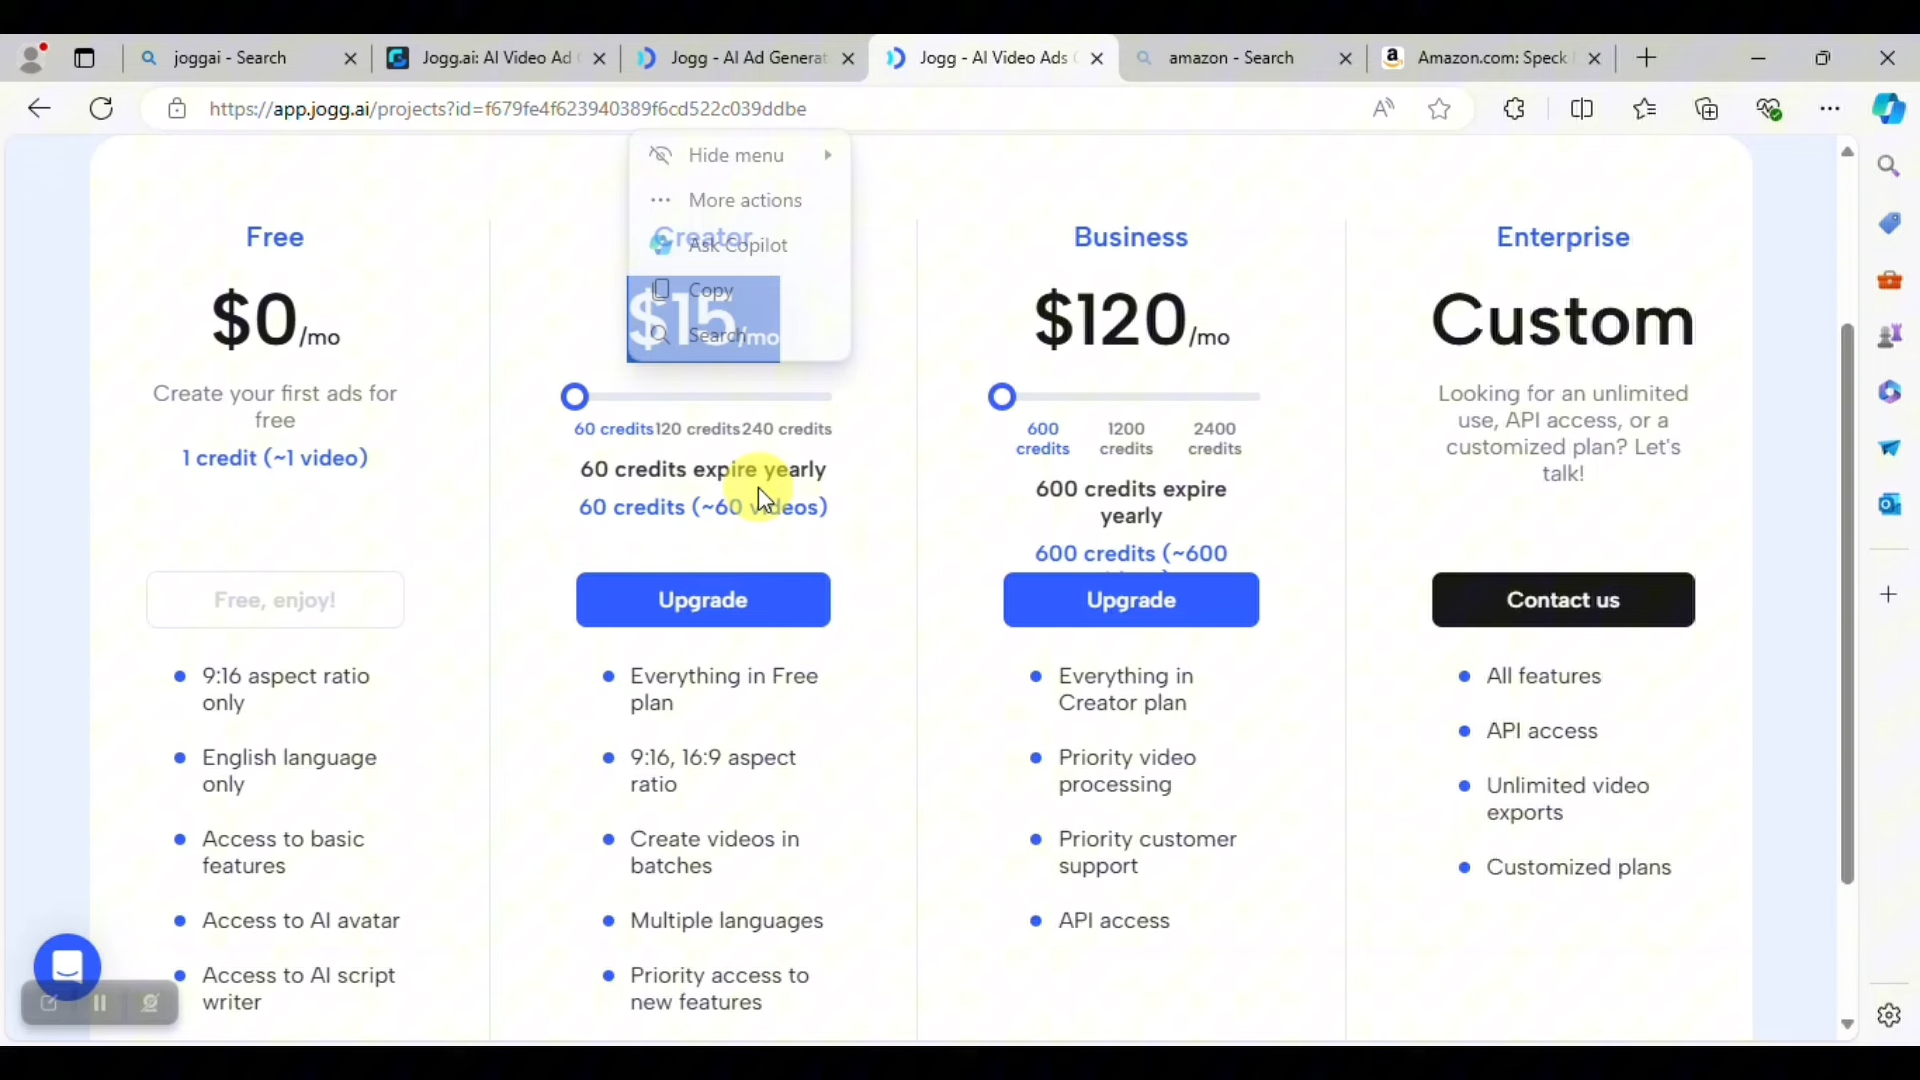 joggai - Search
Jogg.ai: AI Video Ad
Jogg - AI Ad Generat
Jogg - AI Video Ads
amazon - Search
Amazon.com: Speck
https://app.jogg.ai/projects?id=f679fe4f623940389f6cd522c039ddbe
Hide menu
More actions
Ask Copilot
Copy
Search
Free
$0/mo
Create your first ads for
free
1 credit (~1 video)
Free, enjoy!
9:16 aspect ratio
only
English language
only
Access to basic
features
Access to AI avatar
Access to AI script
writer
Creator
$15/mo
60 credits 120 credits 240 credits
60 credits expire yearly
60 credits (~60 videos)
Upgrade
Everything in Free
plan
9:16, 16:9 aspect
ratio
Create videos in
batches
Multiple languages
Priority access to
new features
Business
$120/mo
600
credits
1200
credits
2400
credits
600 credits expire
yearly
600 credits (~600
Upgrade
Everything in
Creator plan
Priority video
processing
Priority customer
support
API access
Enterprise
Custom
Looking for an unlimited
use, API access, or a
customized plan? Let's
talk!
Contact us
All features
API access
Unlimited video
exports
Customized plans